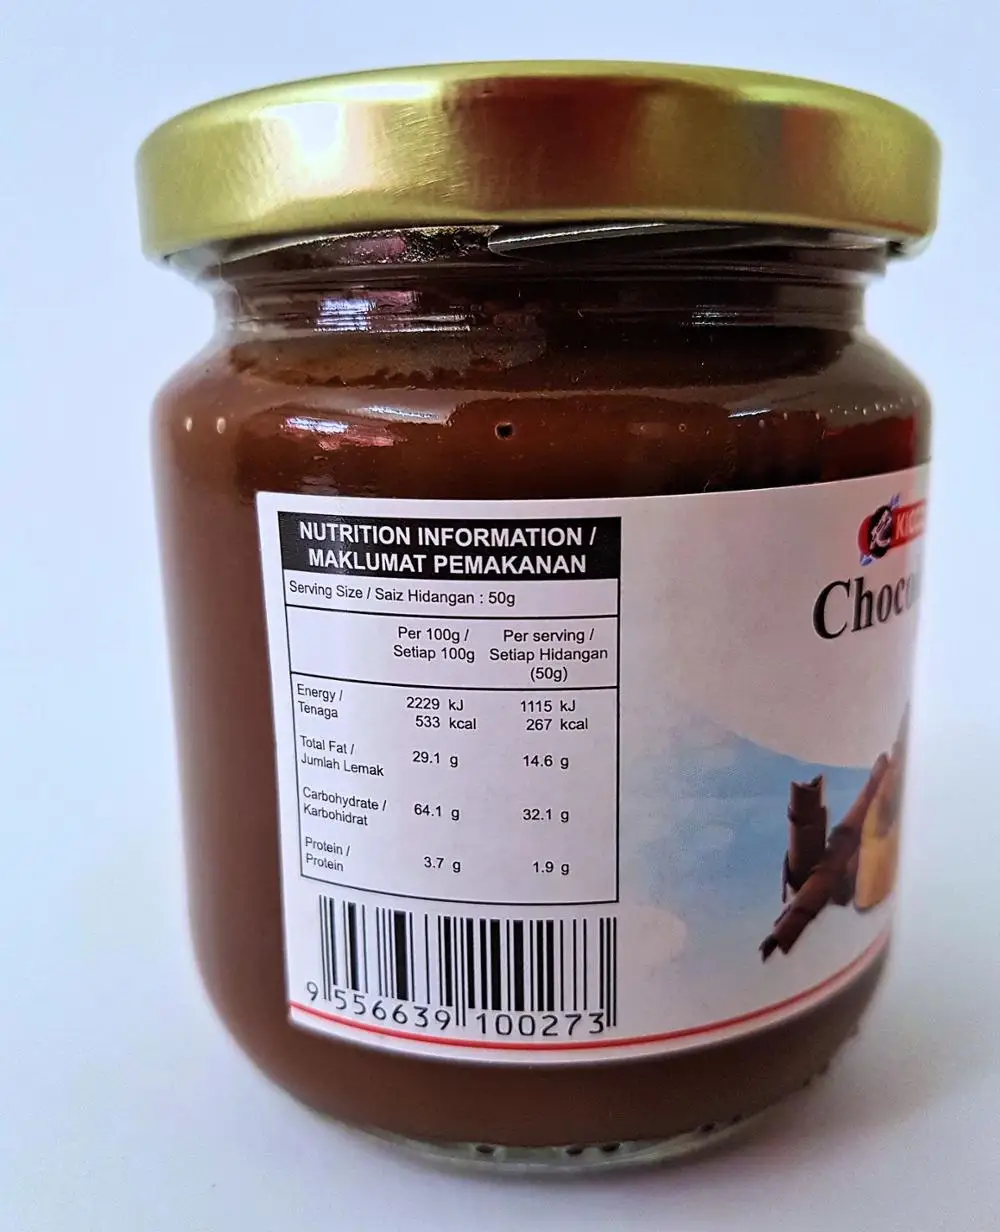 NUTRITION INFORMATION /
MAKLUMAT PEMAKANAN
Serving Size / Saiz Hidangan : 50g
Per 100g / Per serving /
Setiap 100g Setiap Hidangan
(50g)
Energy / 2229 kJ 1115 kJ
Tenaga 533 kcal 267 kcal
Total Fat /
Jumlah Lemak 29.1 g 14.6 g
Carbohydrate /
Karbohidrat 64.1 g 32.1 g
Protein /
Protein 3.7 g 1.9 g
9 556639 100273